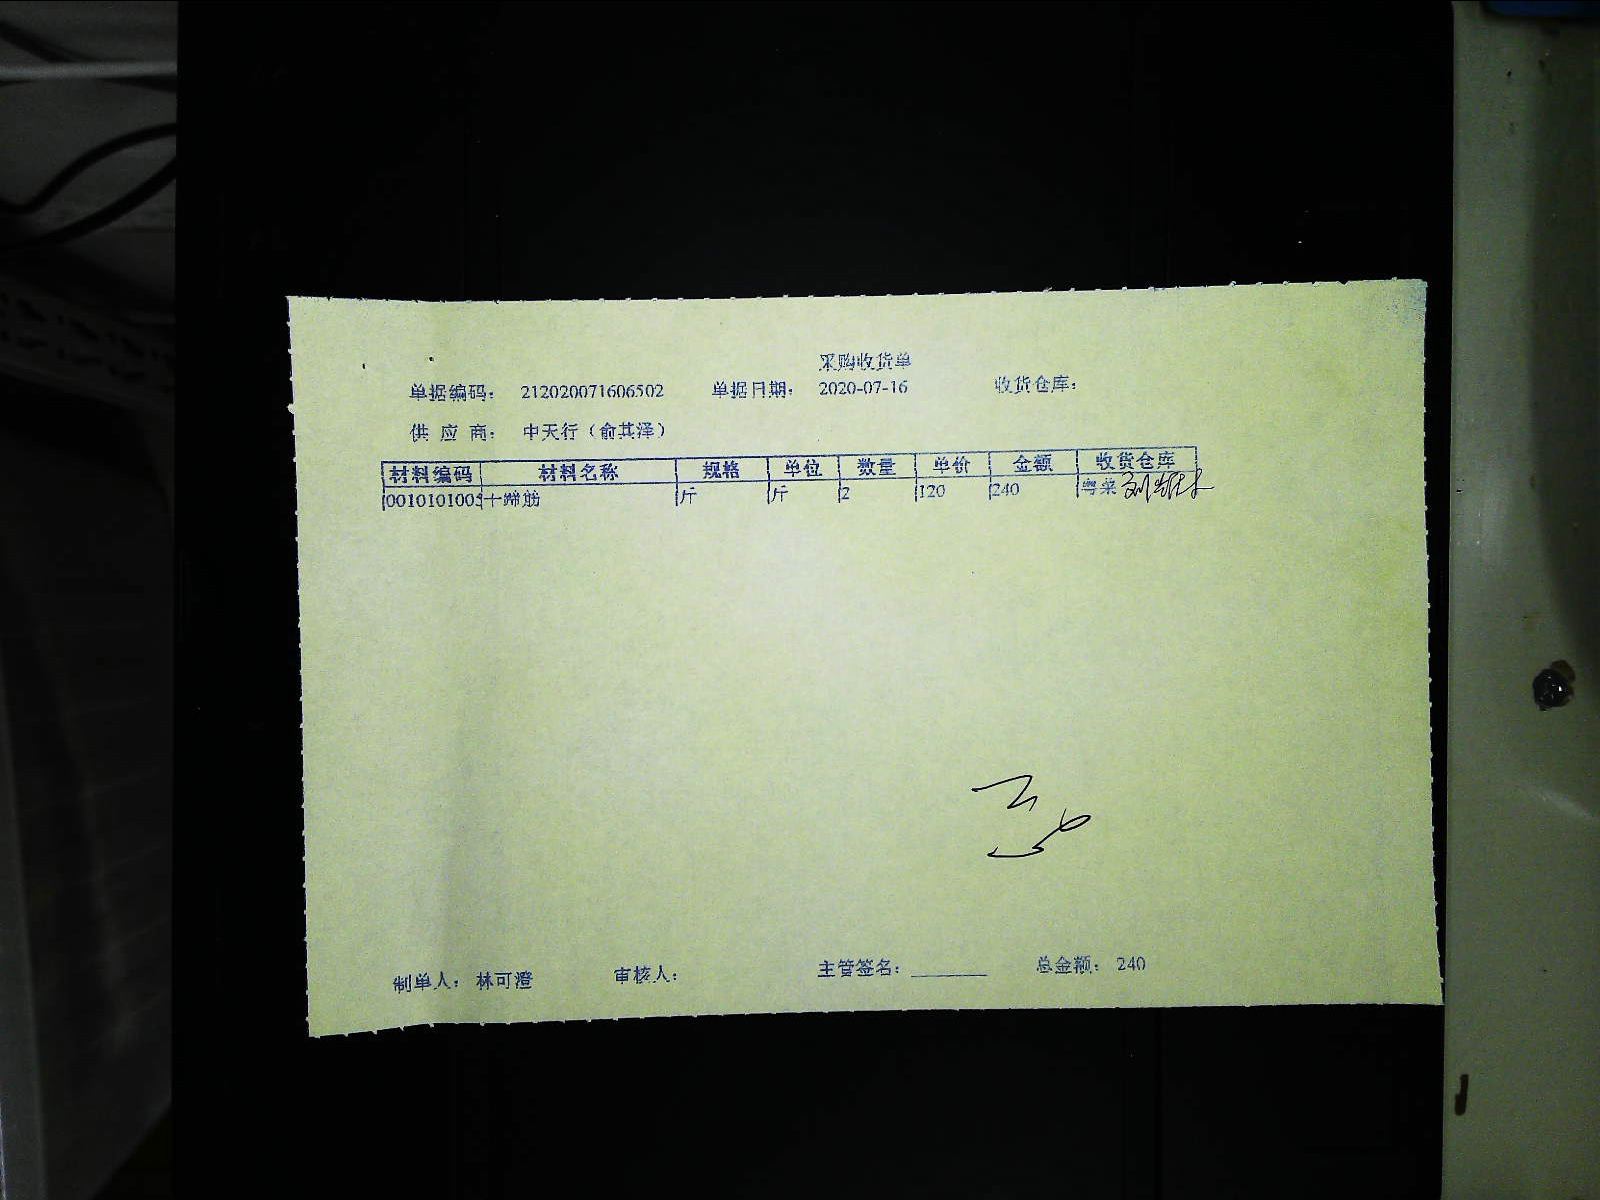 采购收货单
单据编码： 212020071606502 单据日期： 2020-07-16 收货仓库：
供 应 商： 中天行（俞其泽）
材料编码 材料名称 规格 单位 数量 单价 金额 收货仓库
0010101005 干蹄筋 斤 斤 2 120 240 粤菜
制单人： 林可澄 审核人： 主管签名： 总金额： 240